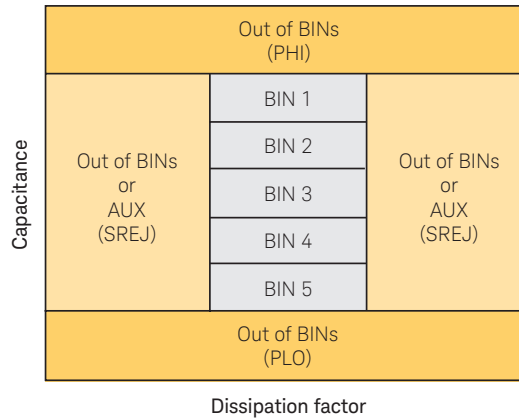 Out of BINs
(PHI)
Capacitance
Out of BINs
or
AUX
(SREJ)
BIN 1
BIN 2
BIN 3
BIN 4
BIN 5
Out of BINs
or
AUX
(SREJ)
Out of BINs
(PLO)
Dissipation factor